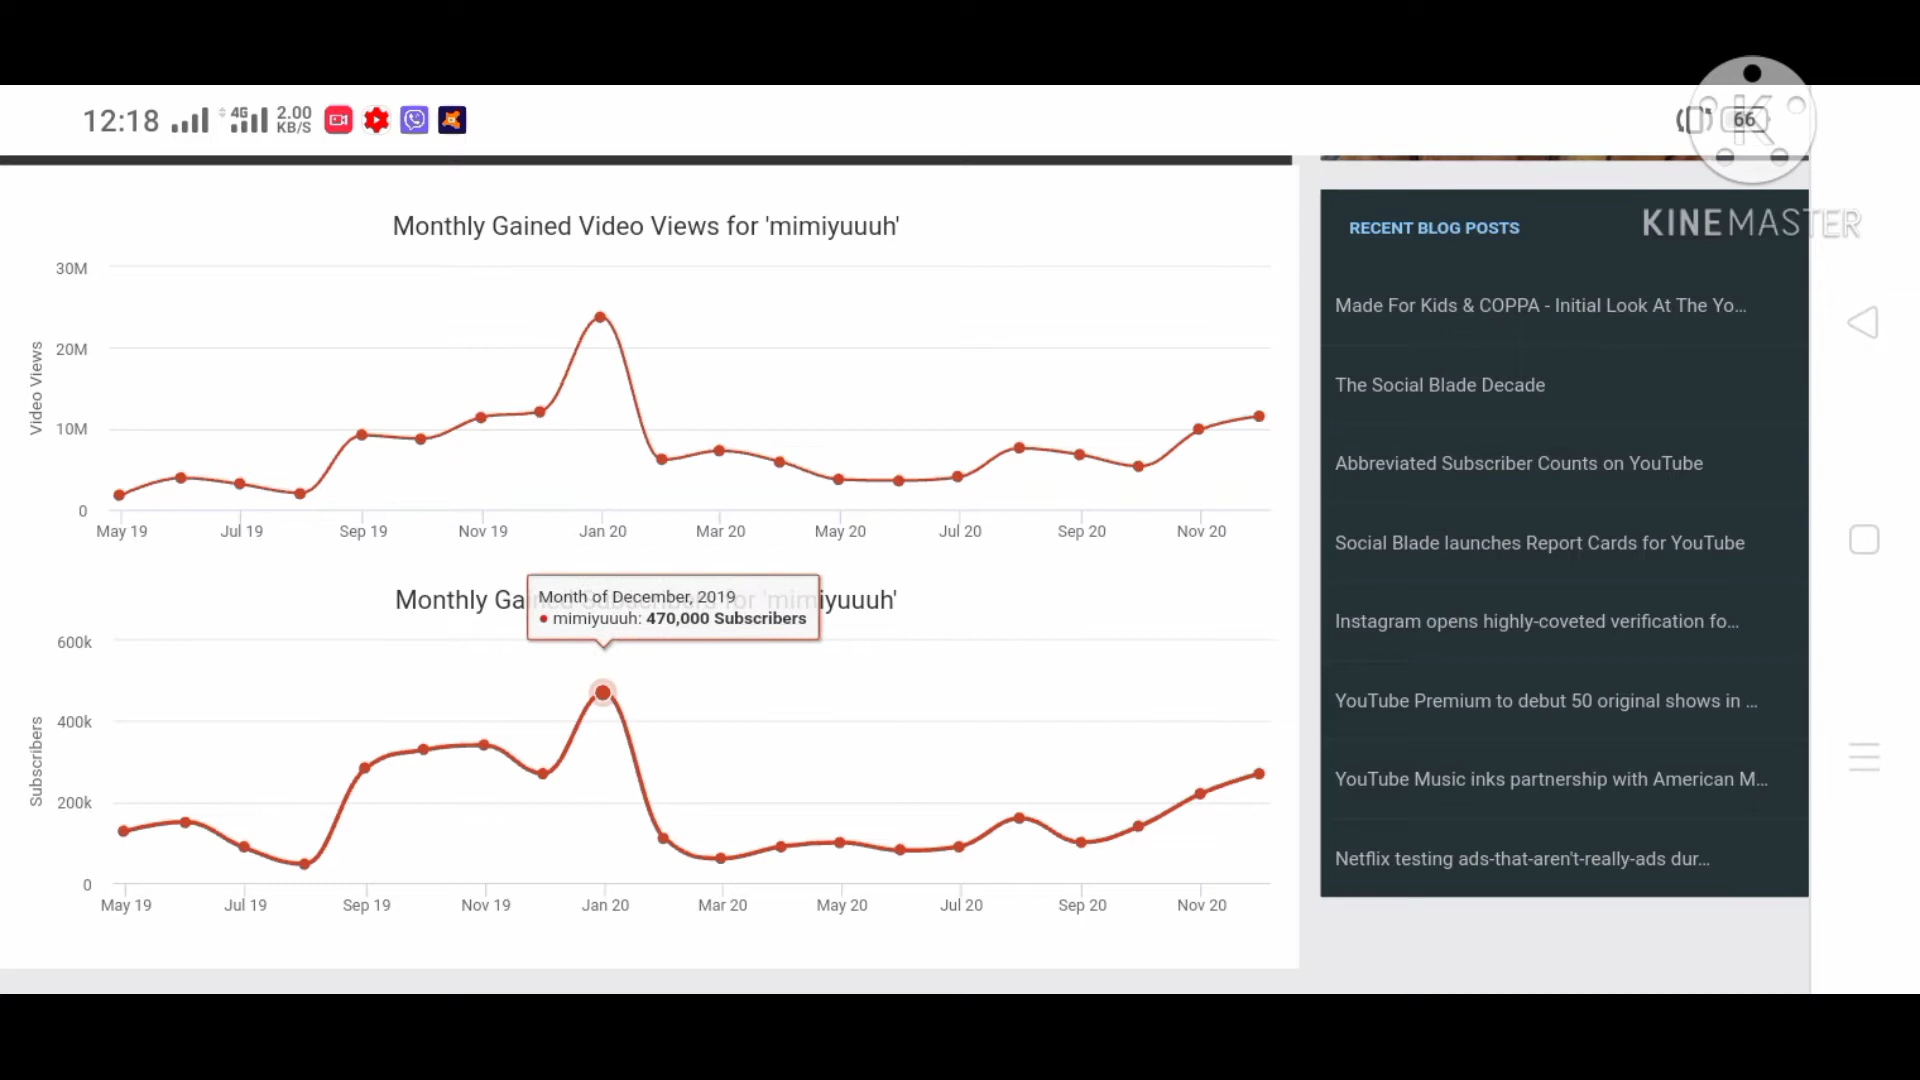 12:18
4G
2.00
KB/S
66
KINEMASTER
Monthly Gained Video Views for 'mimiyuuuh'
30M
20M
10M
0
Video Views
May 19 Jul 19 Sep 19 Nov 19 Jan 20 Mar 20 May 20 Jul 20 Sep 20 Nov 20
Monthly Gained Subscribers for 'mimiyuuuh'
Month of December, 2019
mimiyuuuh: 470,000 Subscribers
600k
400k
200k
0
Subscribers
May 19 Jul 19 Sep 19 Nov 19 Jan 20 Mar 20 May 20 Jul 20 Sep 20 Nov 20
RECENT BLOG POSTS
Made For Kids & COPPA - Initial Look At The Yo...
The Social Blade Decade
Abbreviated Subscriber Counts on YouTube
Social Blade launches Report Cards for YouTube
Instagram opens highly-coveted verification fo...
YouTube Premium to debut 50 original shows in ...
YouTube Music inks partnership with American M...
Netflix testing ads-that-aren't-really-ads dur...